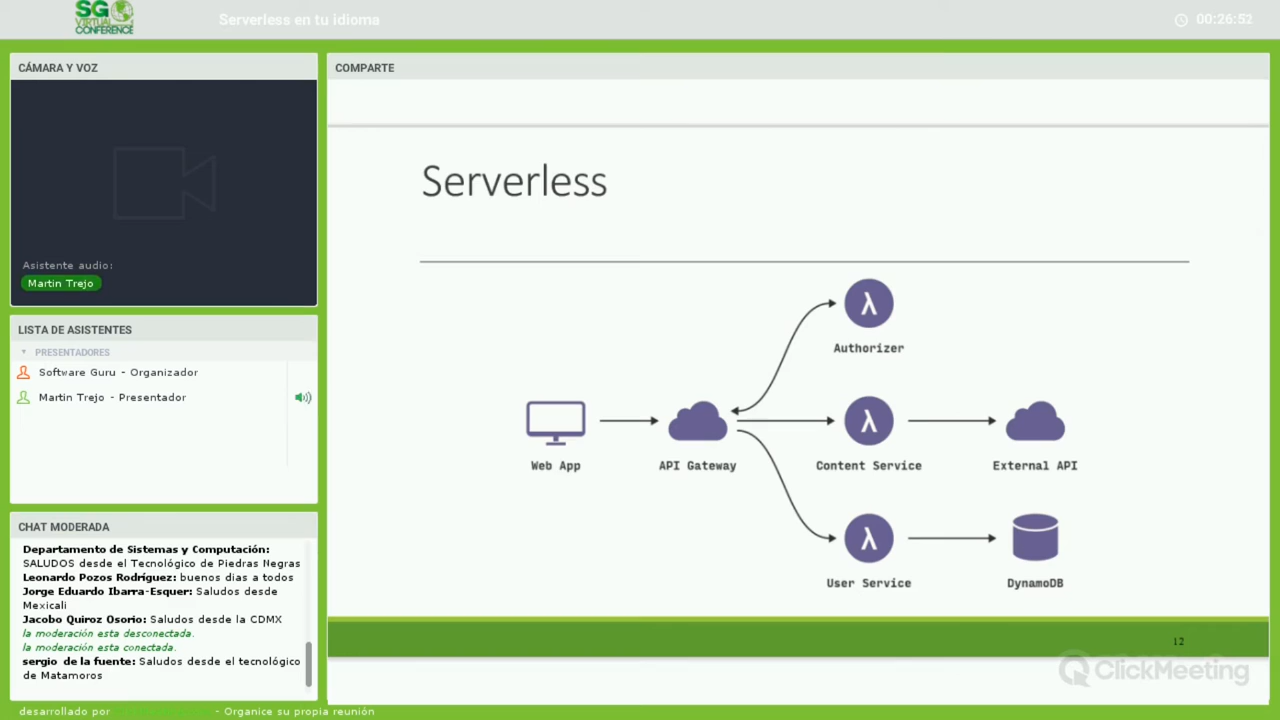 SG
VIRTUAL
CONFERENCE
Serverless en tu idioma
00:26:52
CÁMARA Y VOZ
Asistente audio:
Martin Trejo
LISTA DE ASISTENTES
PRESENTADORES
Software Guru - Organizador
Martin Trejo - Presentador
CHAT MODERADA
Departamento de Sistemas y Computación:
SALUDOS desde el Tecnológico de Piedras Negras
Leonardo Pozos Rodríguez: buenos dias a todos
Jorge Eduardo Ibarra-Esquer: Saludos desde
Mexicali
Jacobo Quiroz Osorio: Saludos desde la CDMX
la moderación esta desconectada.
la moderación esta conectada.
sergio de la fuente: Saludos desde el tecnológico
de Matamoros
COMPARTE
Serverless
λ
Authorizer
Web App
API Gateway
λ
Content Service
External API
λ
User Service
DynamoDB
12
ClickMeeting
desarrollado por
- Organice su propia reunión